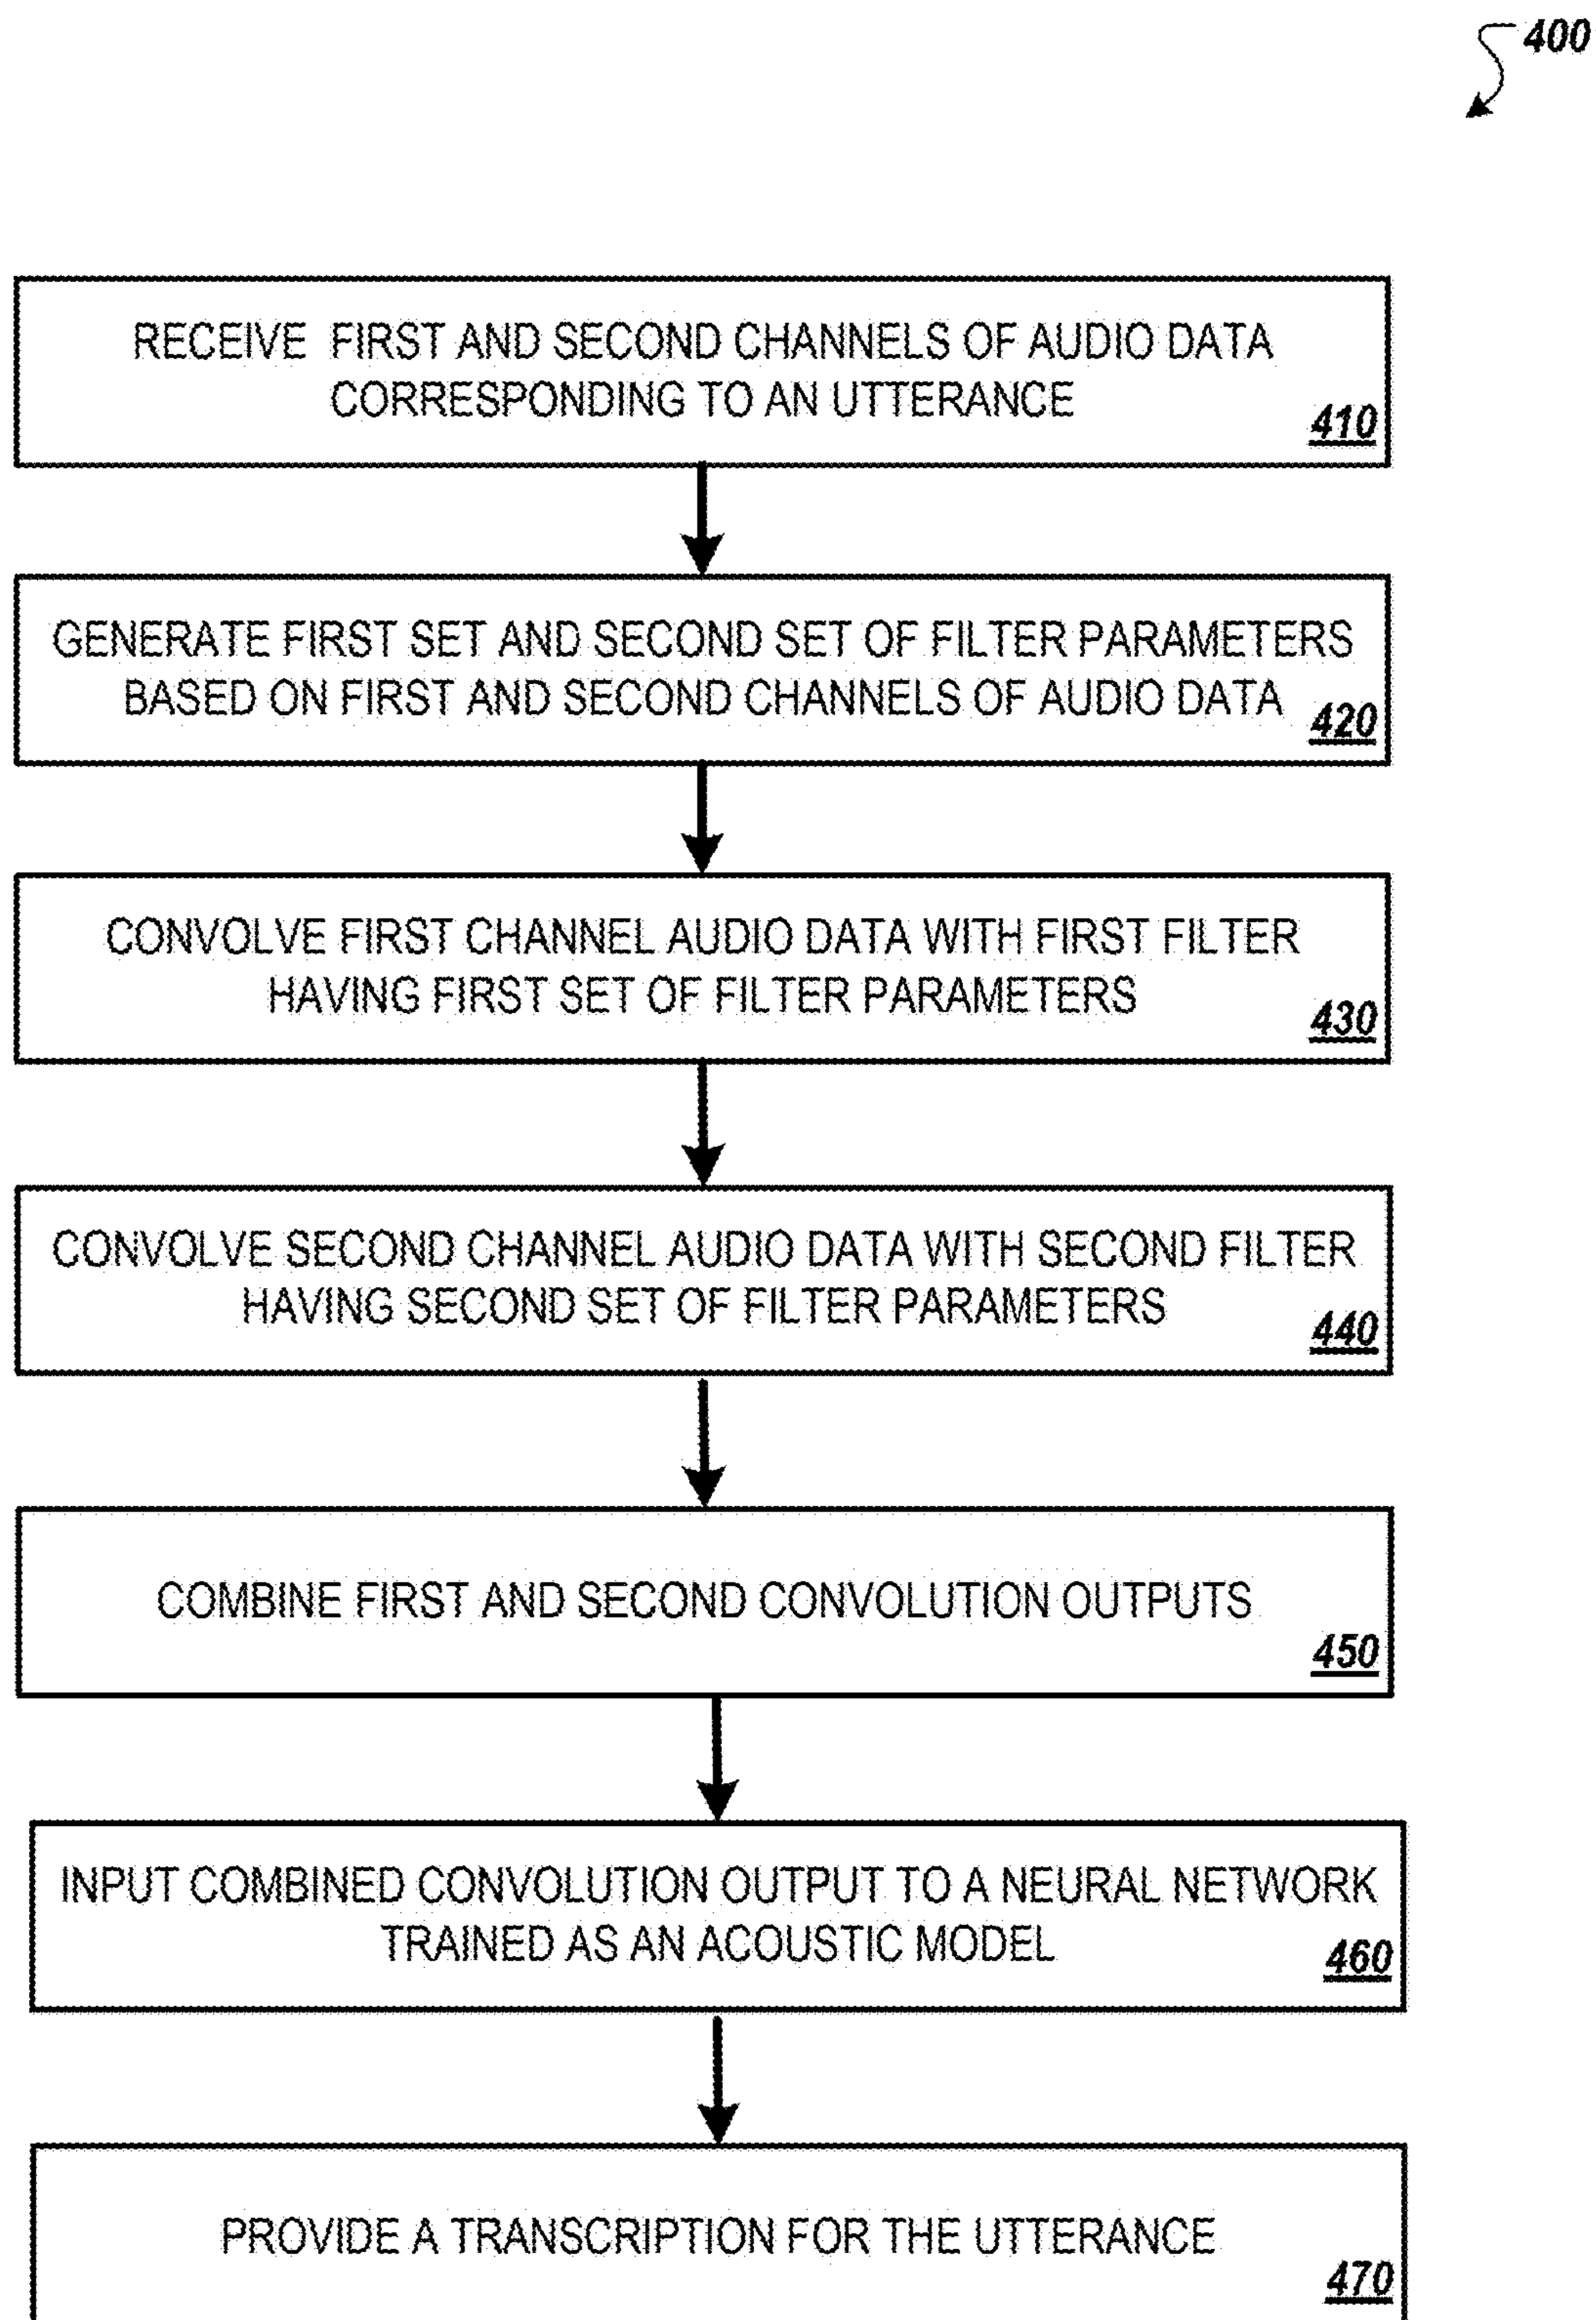 400
RECEIVE FIRST AND SECOND CHANNELS OF AUDIO DATA
CORRESPONDING TO AN UTTERANCE
410
GENERATE FIRST SET AND SECOND SET OF FILTER PARAMETERS
BASED ON FIRST AND SECOND CHANNELS OF AUDIO DATA
420
CONVOLVE FIRST CHANNEL AUDIO DATA WITH FIRST FILTER
HAVING FIRST SET OF FILTER PARAMETERS
430
CONVOLVE SECOND CHANNEL AUDIO DATA WITH SECOND FILTER
HAVING SECOND SET OF FILTER PARAMETERS
440
COMBINE FIRST AND SECOND CONVOLUTION OUTPUTS
450
INPUT COMBINED CONVOLUTION OUTPUT TO A NEURAL NETWORK
TRAINED AS AN ACOUSTIC MODEL
460
PROVIDE A TRANSCRIPTION FOR THE UTTERANCE
470